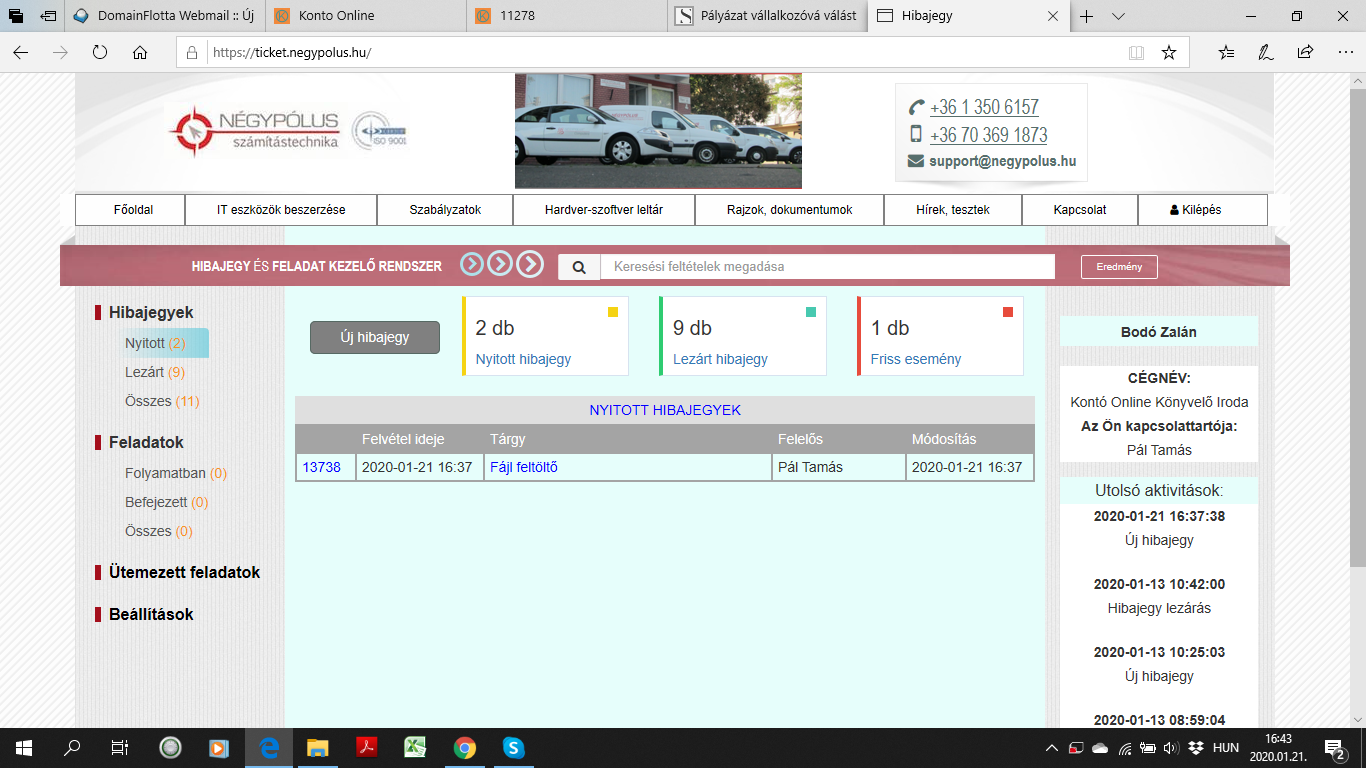 DomainFlotta Webmail :: Új
Konto Online
11278
Pályázat vállalkozóvá válást
Hibajegy
https://ticket.negypolus.hu/
NÉGYPÓLUS
számítástechnika
ISO 9001
+36 1 350 6157
+36 70 369 1873
support@negypolus.hu
Főoldal
IT eszközök beszerzése
Szabályzatok
Hardver-szoftver leltár
Rajzok, dokumentumok
Hírek, tesztek
Kapcsolat
Kilépés
HIBAJEGY ÉS FELADAT KEZELŐ RENDSZER
Keresési feltételek megadása
Eredmény
Hibajegyek
Nyitott (2)
Lezárt (9)
Összes (11)
Feladatok
Folyamatban (0)
Befejezett (0)
Összes (0)
Ütemezett feladatok
Beállítások
Új hibajegy
2 db
Nyitott hibajegy
9 db
Lezárt hibajegy
1 db
Friss esemény
NYITOTT HIBAJEGYEK
Felvétel ideje Tárgy Felelős Módosítás
13738 2020-01-21 16:37 Fájl feltöltő Pál Tamás 2020-01-21 16:37
Bodó Zalán
CÉGNÉV:
Kontó Online Könyvelő Iroda
Az Ön kapcsolattartója:
Pál Tamás
Utolsó aktivitások:
2020-01-21 16:37:38
Új hibajegy
2020-01-13 10:42:00
Hibajegy lezárás
2020-01-13 10:25:03
Új hibajegy
2020-01-13 08:59:04
HUN
16:43
2020.01.21.
2